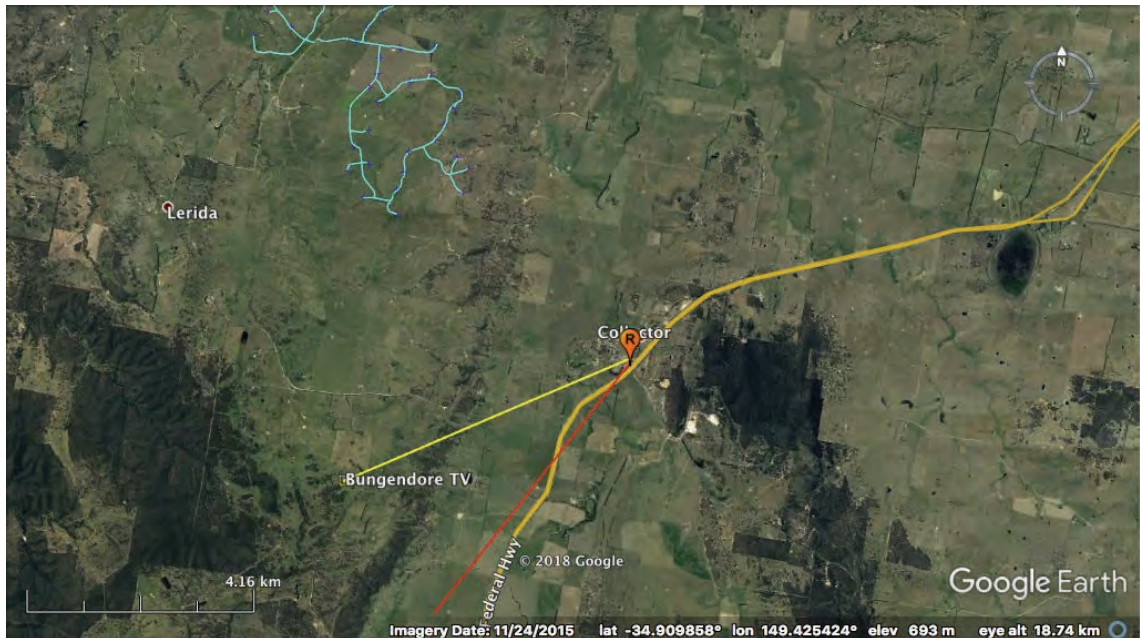 N
Lerida
Collector
R
Bungendore TV
Federal Hwy
© 2018 Google
4.16 km
Google Earth
Imagery Date: 11/24/2015 lat -34.909858° lon 149.425424° elev 693 m eye alt 18.74 km